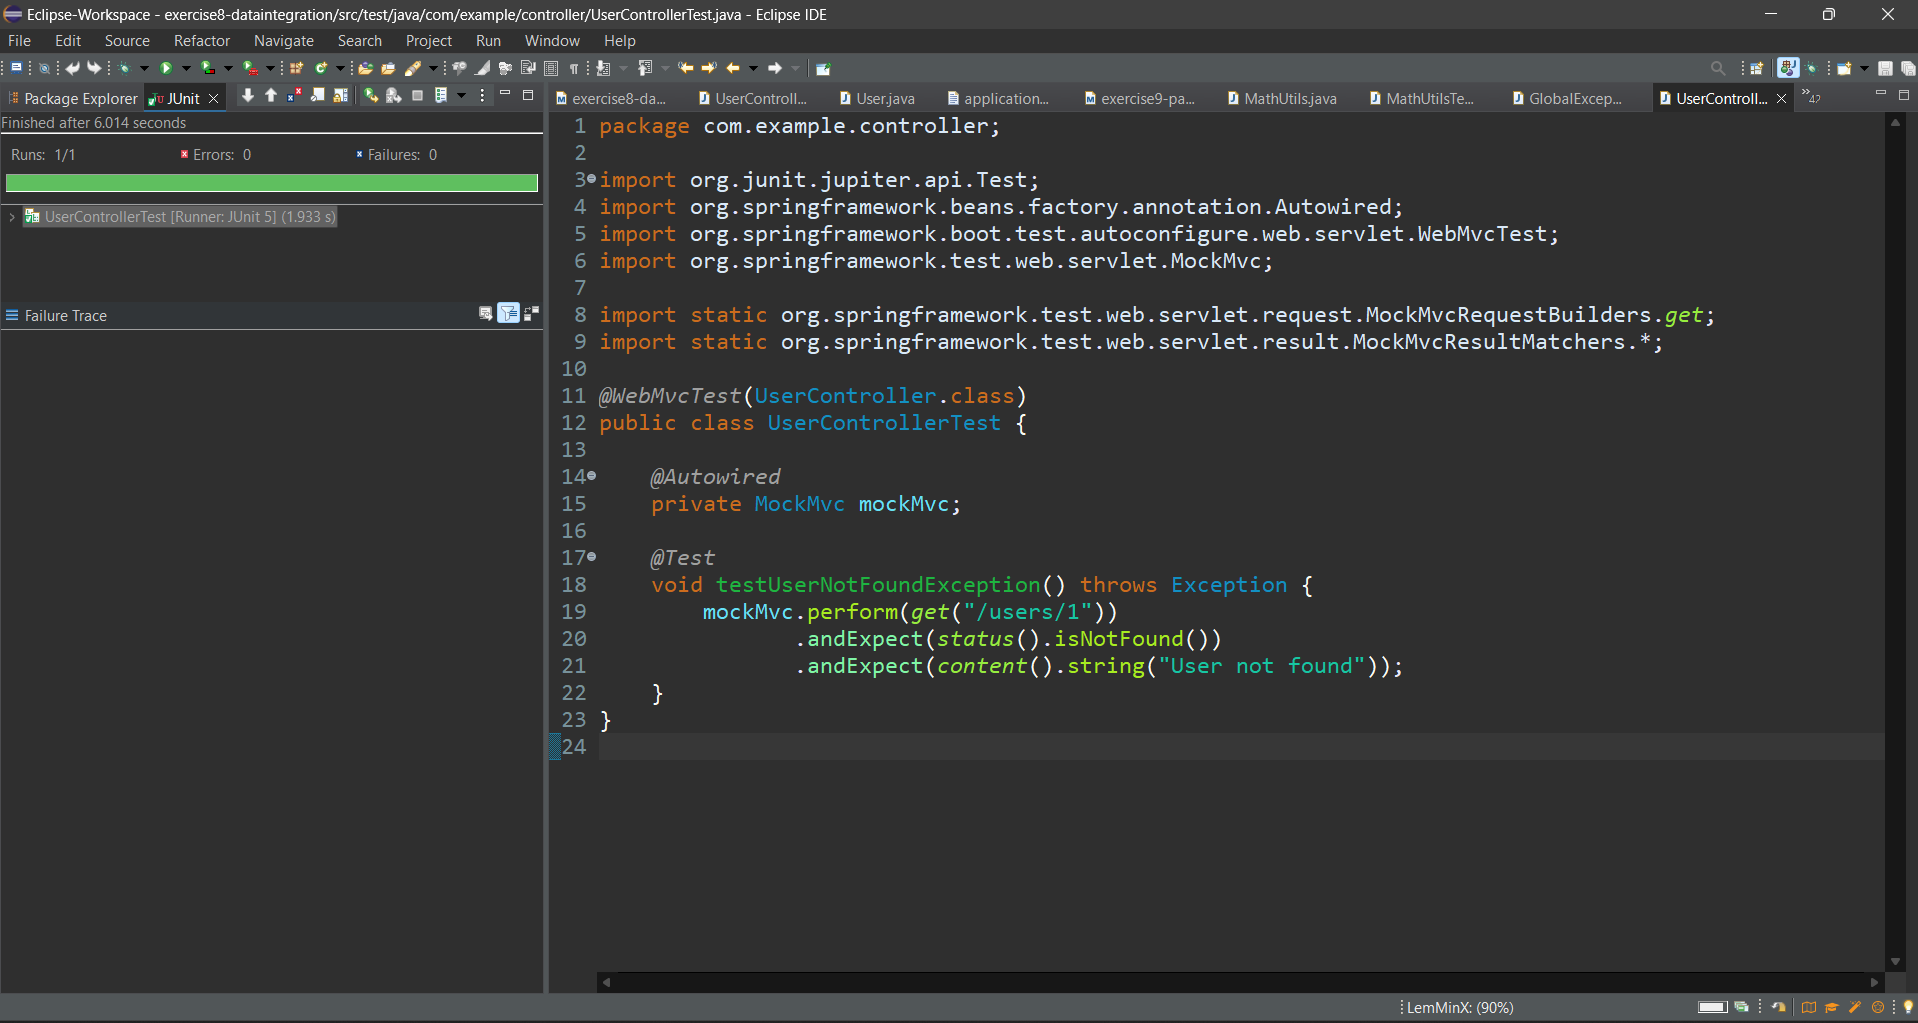 Eclipse-Workspace - exercise8-dataintegration/src/test/java/com/example/controller/UserControllerTest.java - Eclipse IDE
File Edit Source Refactor Navigate Search Project Run Window Help
Package Explorer JUnit
exercise8-da... UserControll... User.java application... exercise9-pa... MathUtils.java MathUtilsTe... GlobalExcep... UserControll... »42
Finished after 6.014 seconds
Runs: 1/1 Errors: 0 Failures: 0
UserControllerTest [Runner: JUnit 5] (1.933 s)
Failure Trace
1 package com.example.controller;
2
3 import org.junit.jupiter.api.Test;
4 import org.springframework.beans.factory.annotation.Autowired;
5 import org.springframework.boot.test.autoconfigure.web.servlet.WebMvcTest;
6 import org.springframework.test.web.servlet.MockMvc;
7
8 import static org.springframework.test.web.servlet.request.MockMvcRequestBuilders.get;
9 import static org.springframework.test.web.servlet.result.MockMvcResultMatchers.*;
10
11 @WebMvcTest(UserController.class)
12 public class UserControllerTest {
13
14     @Autowired
15     private MockMvc mockMvc;
16
17     @Test
18     void testUserNotFoundException() throws Exception {
19         mockMvc.perform(get("/users/1"))
20                .andExpect(status().isNotFound())
21                .andExpect(content().string("User not found"));
22     }
23 }
24
LemMinX: (90%)